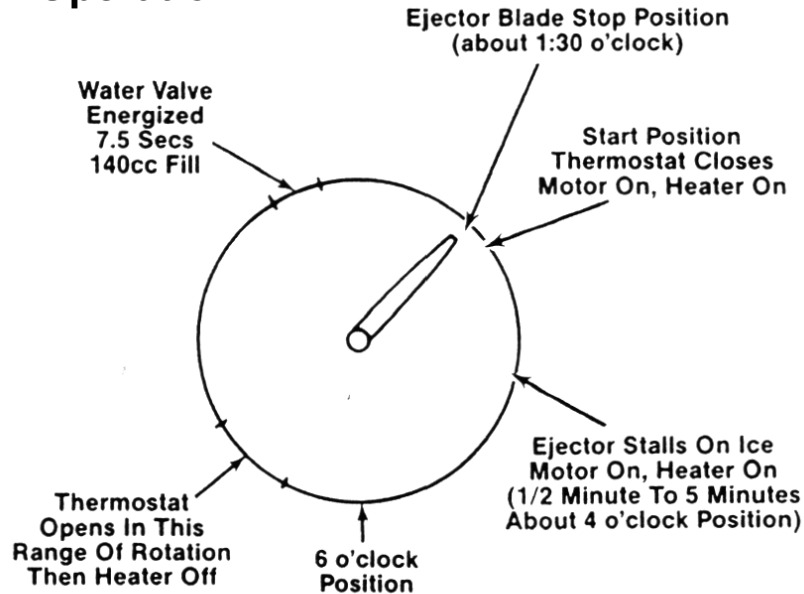 Ejector Blade Stop Position
(about 1:30 o'clock)
Water Valve
Energized
7.5 Secs
140cc Fill
Start Position
Thermostat Closes
Motor On, Heater On
Ejector Stalls On Ice
Motor On, Heater On
(1/2 Minute To 5 Minutes
About 4 o'clock Position)
Thermostat
Opens In This
Range Of Rotation
Then Heater Off
6 o'clock
Position